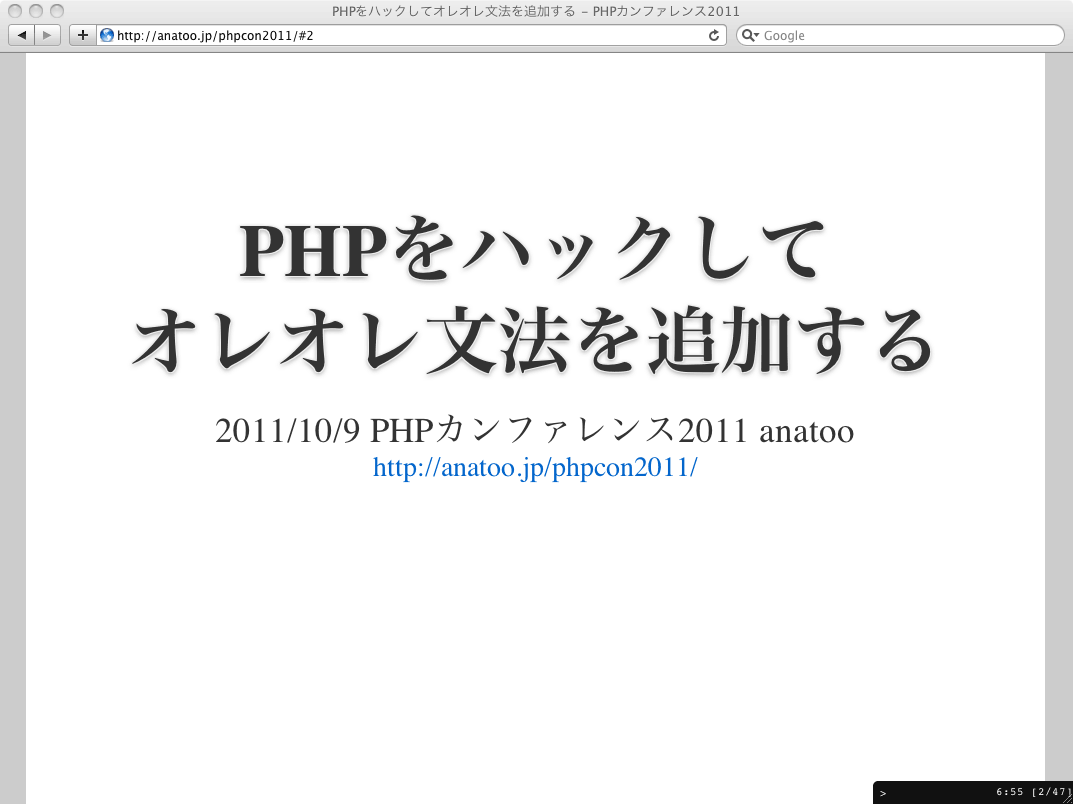 PHPをハックしてオレオレ文法を追加する – PHPカンファレンス2011
http://anatoo.jp/phpcon2011/#2
Google
PHPをハックして
オレオレ文法を追加する
2011/10/9 PHPカンファレンス2011 anatoo
http://anatoo.jp/phpcon2011/
> 6:55 [2/47]